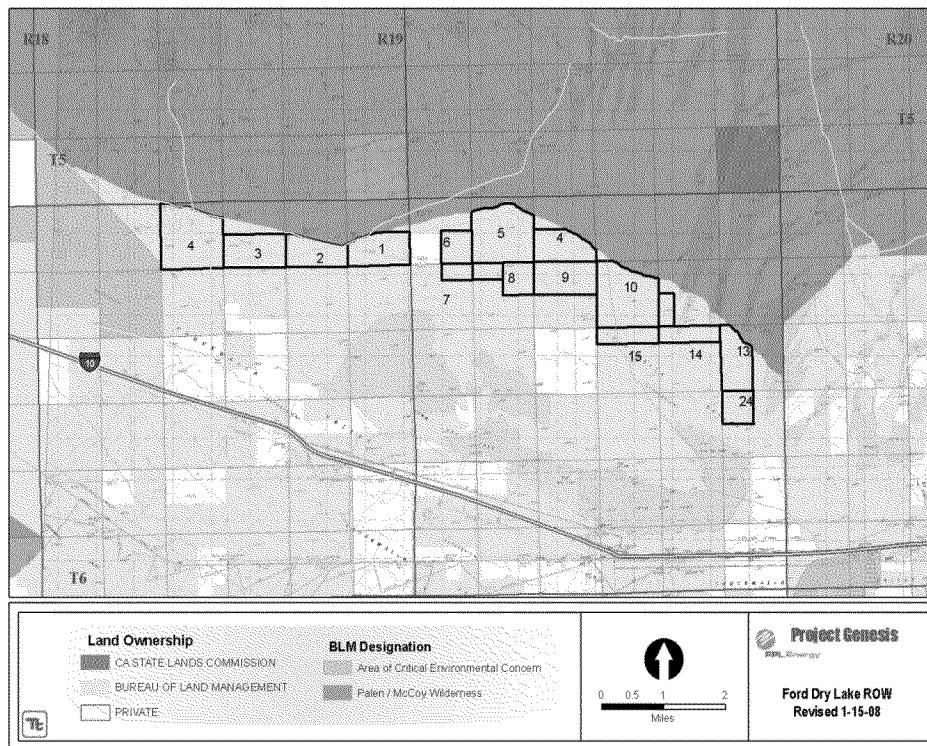 R18
R19
R20
T5
T5
4
3
2
1
6
5
4
8
9
7
10
15
14
13
24
10
T6
Land Ownership
CA STATE LANDS COMMISSION
BUREAU OF LAND MANAGEMENT
PRIVATE
BLM Designation
Area of Critical Environmental Concern
Palen / McCoy Wilderness
0 0.5 1 2
Miles
Project Genesis
FPL Energy
Ford Dry Lake ROW
Revised 1-15-08
Tt